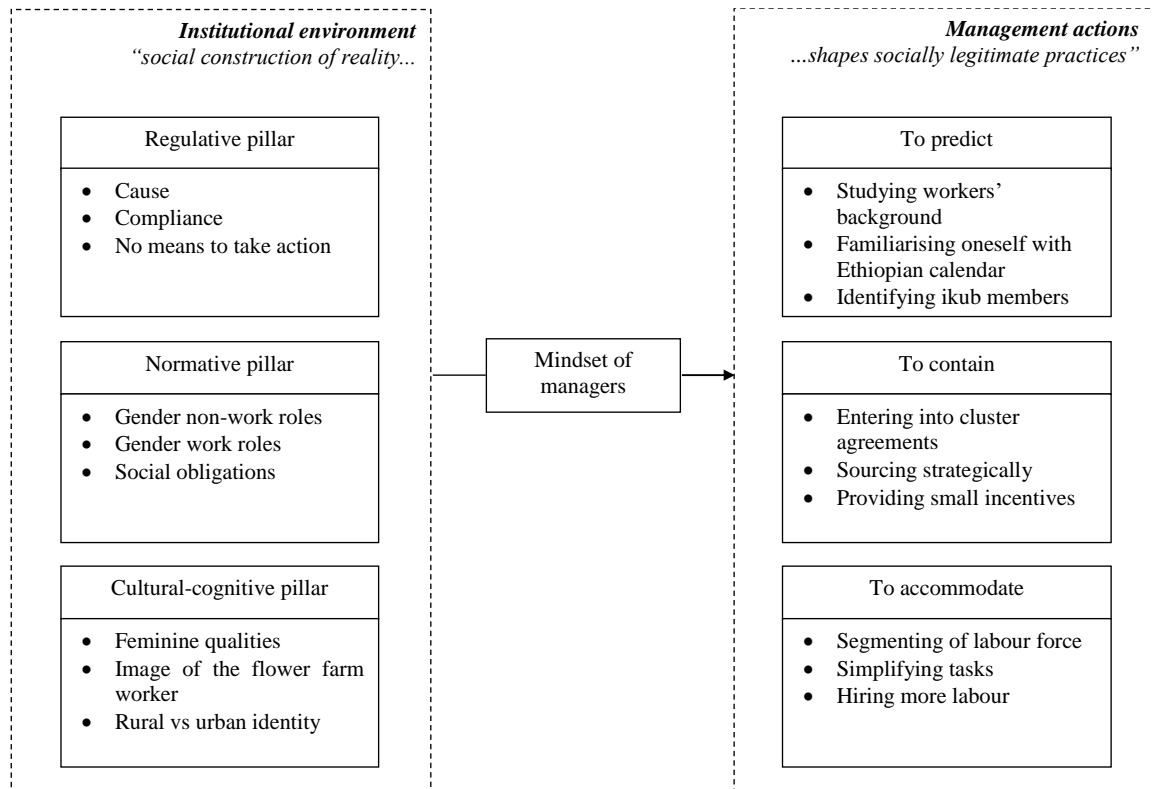 Institutional environment
“social construction of reality...
Regulative pillar
• Cause
• Compliance
• No means to take action
Normative pillar
• Gender non-work roles
• Gender work roles
• Social obligations
Cultural-cognitive pillar
• Feminine qualities
• Image of the flower farm
worker
• Rural vs urban identity
Mindset of
managers
Management actions
...shapes socially legitimate practices”
To predict
• Studying workers’
background
• Familiarising oneself with
Ethiopian calendar
• Identifying ikub members
To contain
• Entering into cluster
agreements
• Sourcing strategically
• Providing small incentives
To accommodate
• Segmenting of labour force
• Simplifying tasks
• Hiring more labour